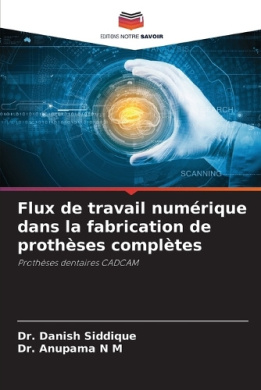 EDITIONS NOTRE SAVOIR
SEARCH
SCANNING
Flux de travail numérique
dans la fabrication de
prothèses complètes
Prothèses dentaires CADCAM
Dr. Danish Siddique
Dr. Anupama N M